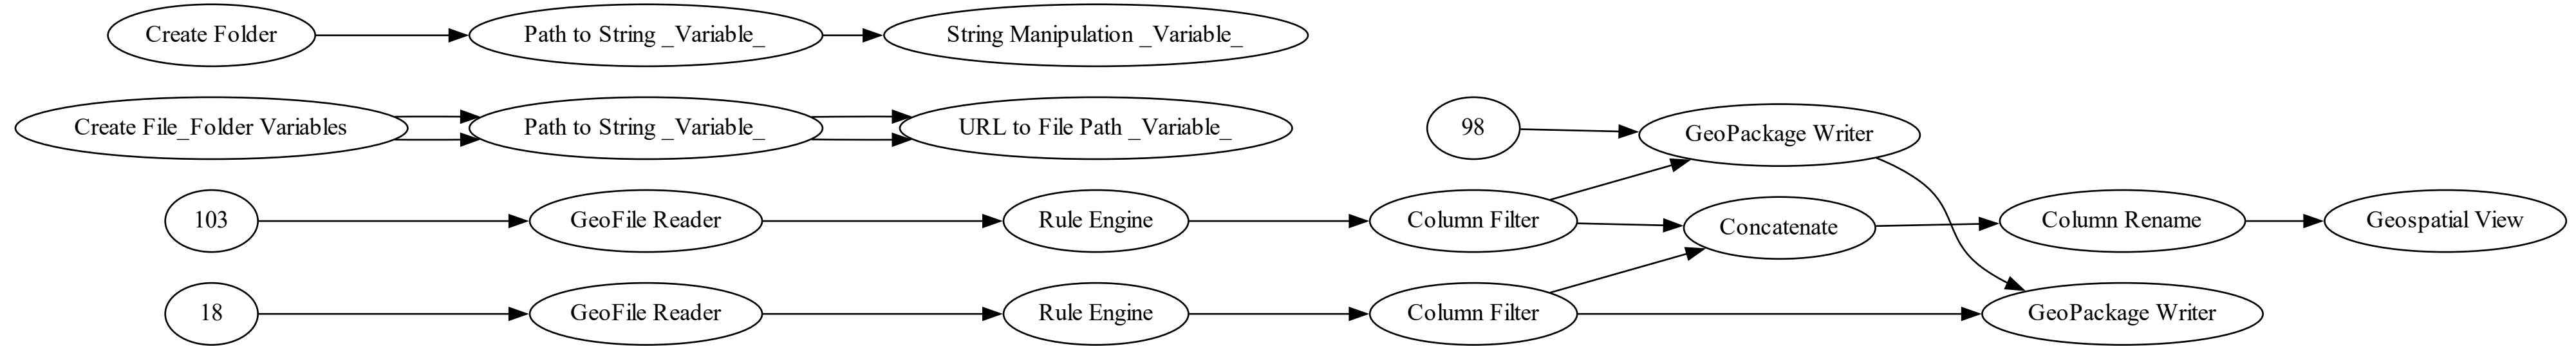 Create Folder
Path to String _Variable_
String Manipulation _Variable_
Create File_Folder Variables
Path to String _Variable_
URL to File Path _Variable_
98
GeoPackage Writer
103
GeoFile Reader
Rule Engine
Column Filter
Concatenate
Column Rename
Geospatial View
18
GeoFile Reader
Rule Engine
Column Filter
GeoPackage Writer